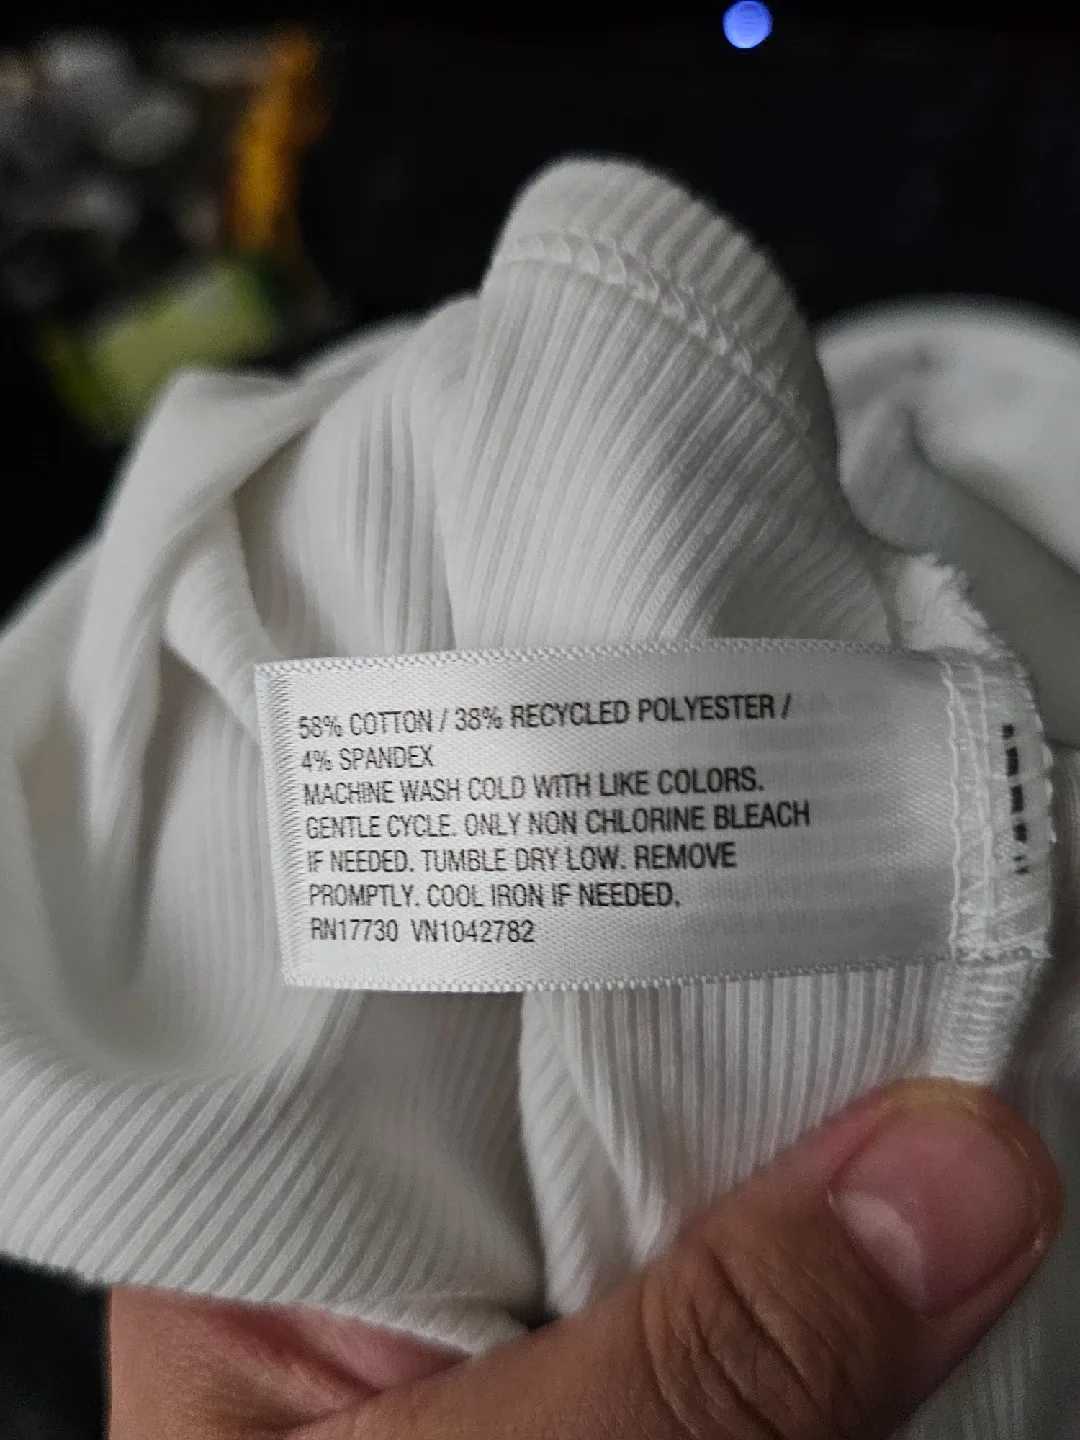 58% COTTON / 38% RECYCLED POLYESTER /
4% SPANDEX
MACHINE WASH COLD WITH LIKE COLORS.
GENTLE CYCLE. ONLY NON CHLORINE BLEACH
IF NEEDED. TUMBLE DRY LOW. REMOVE
PROMPTLY. COOL IRON IF NEEDED.
RN17730 VN1042782